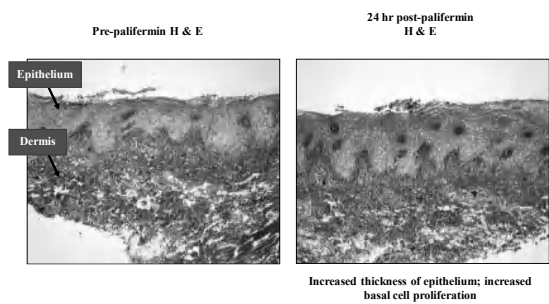 Pre-palifermin H & E
24 hr post-palifermin
H & E
Epithelium
Dermis
Increased thickness of epithelium; increased
basal cell proliferation